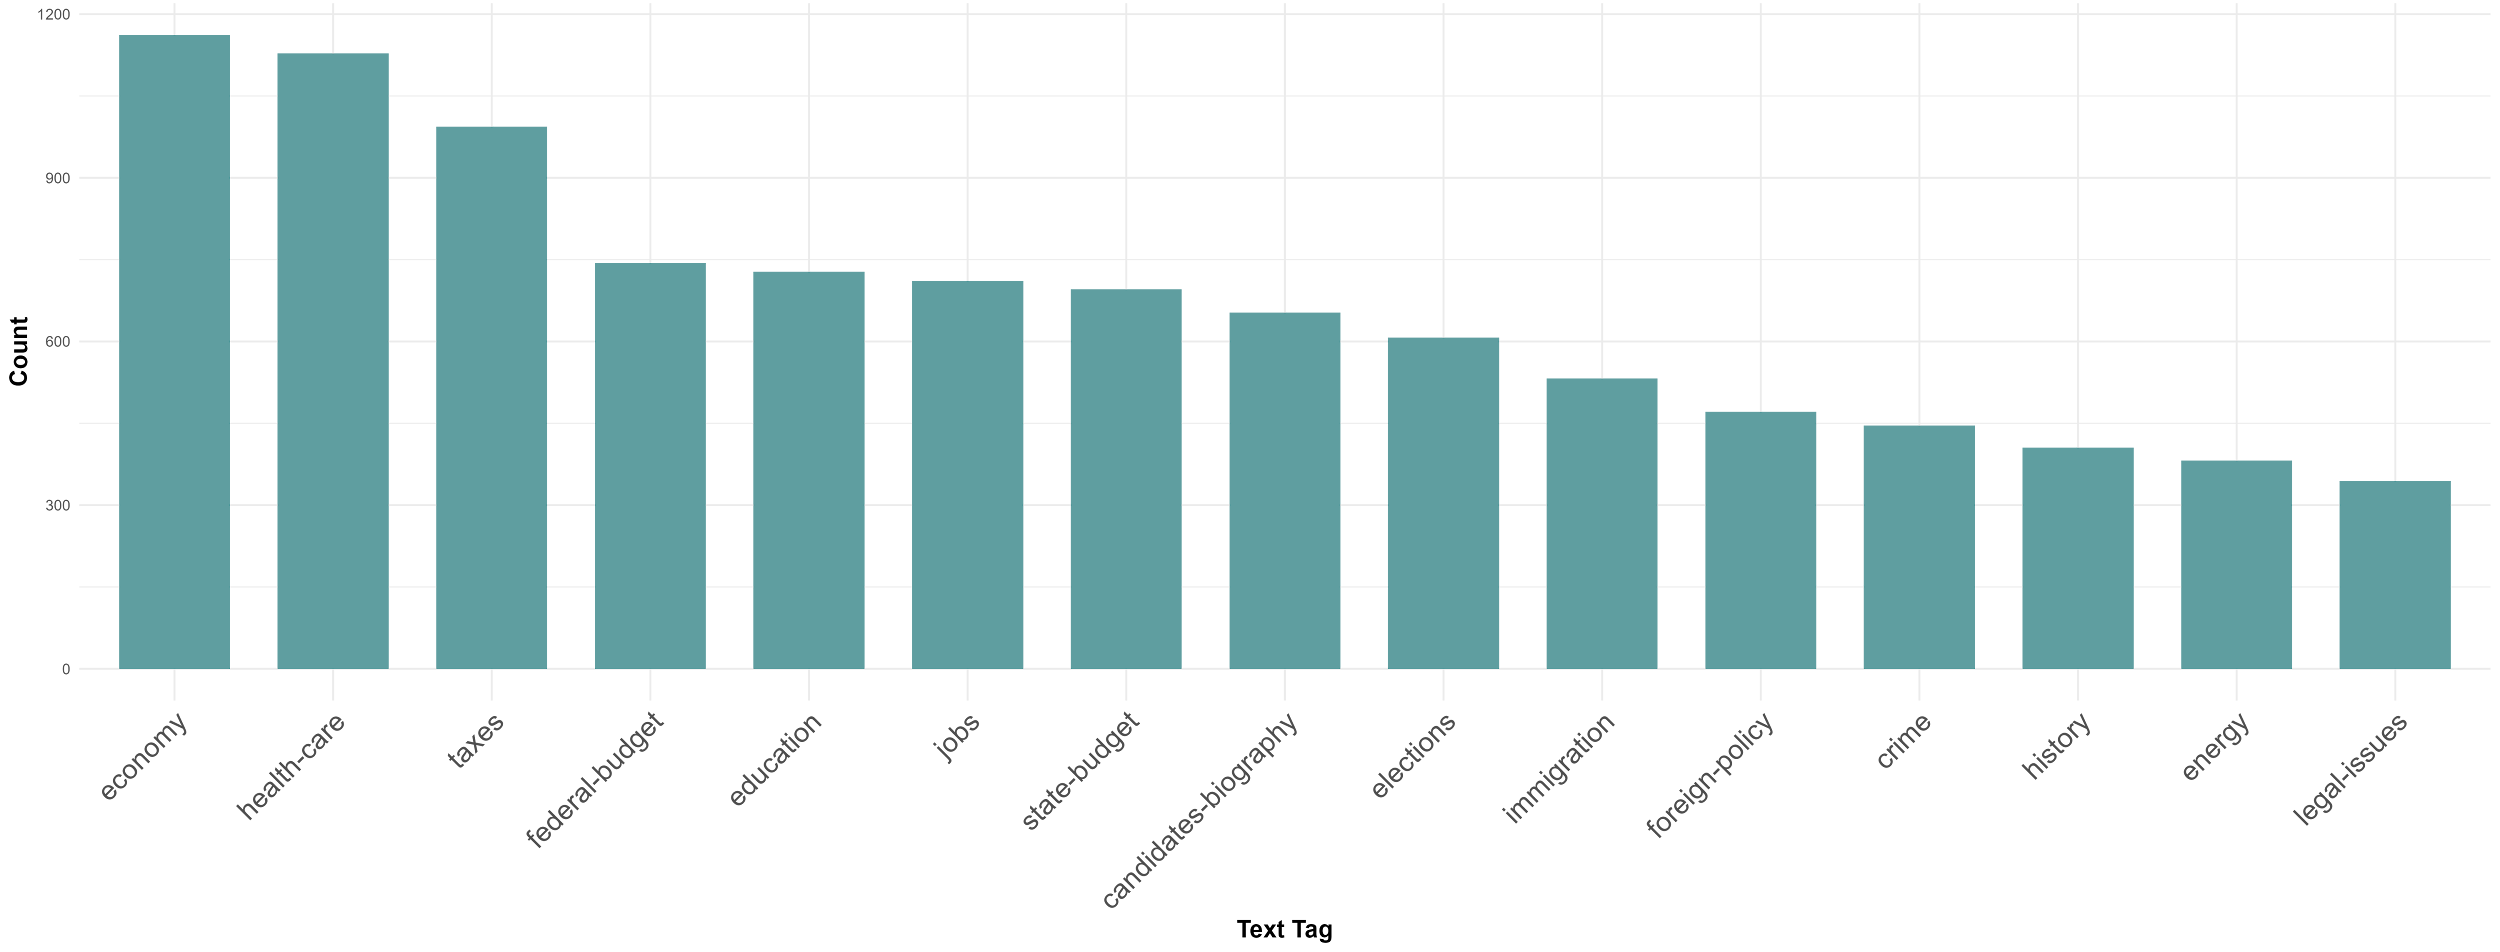 1200
900
600
300
0
Count
economy
health-care
taxes
federal-budget
education
jobs
state-budget
candidates-biography
elections
immigration
foreign-policy
crime
history
energy
legal-issues
Text Tag